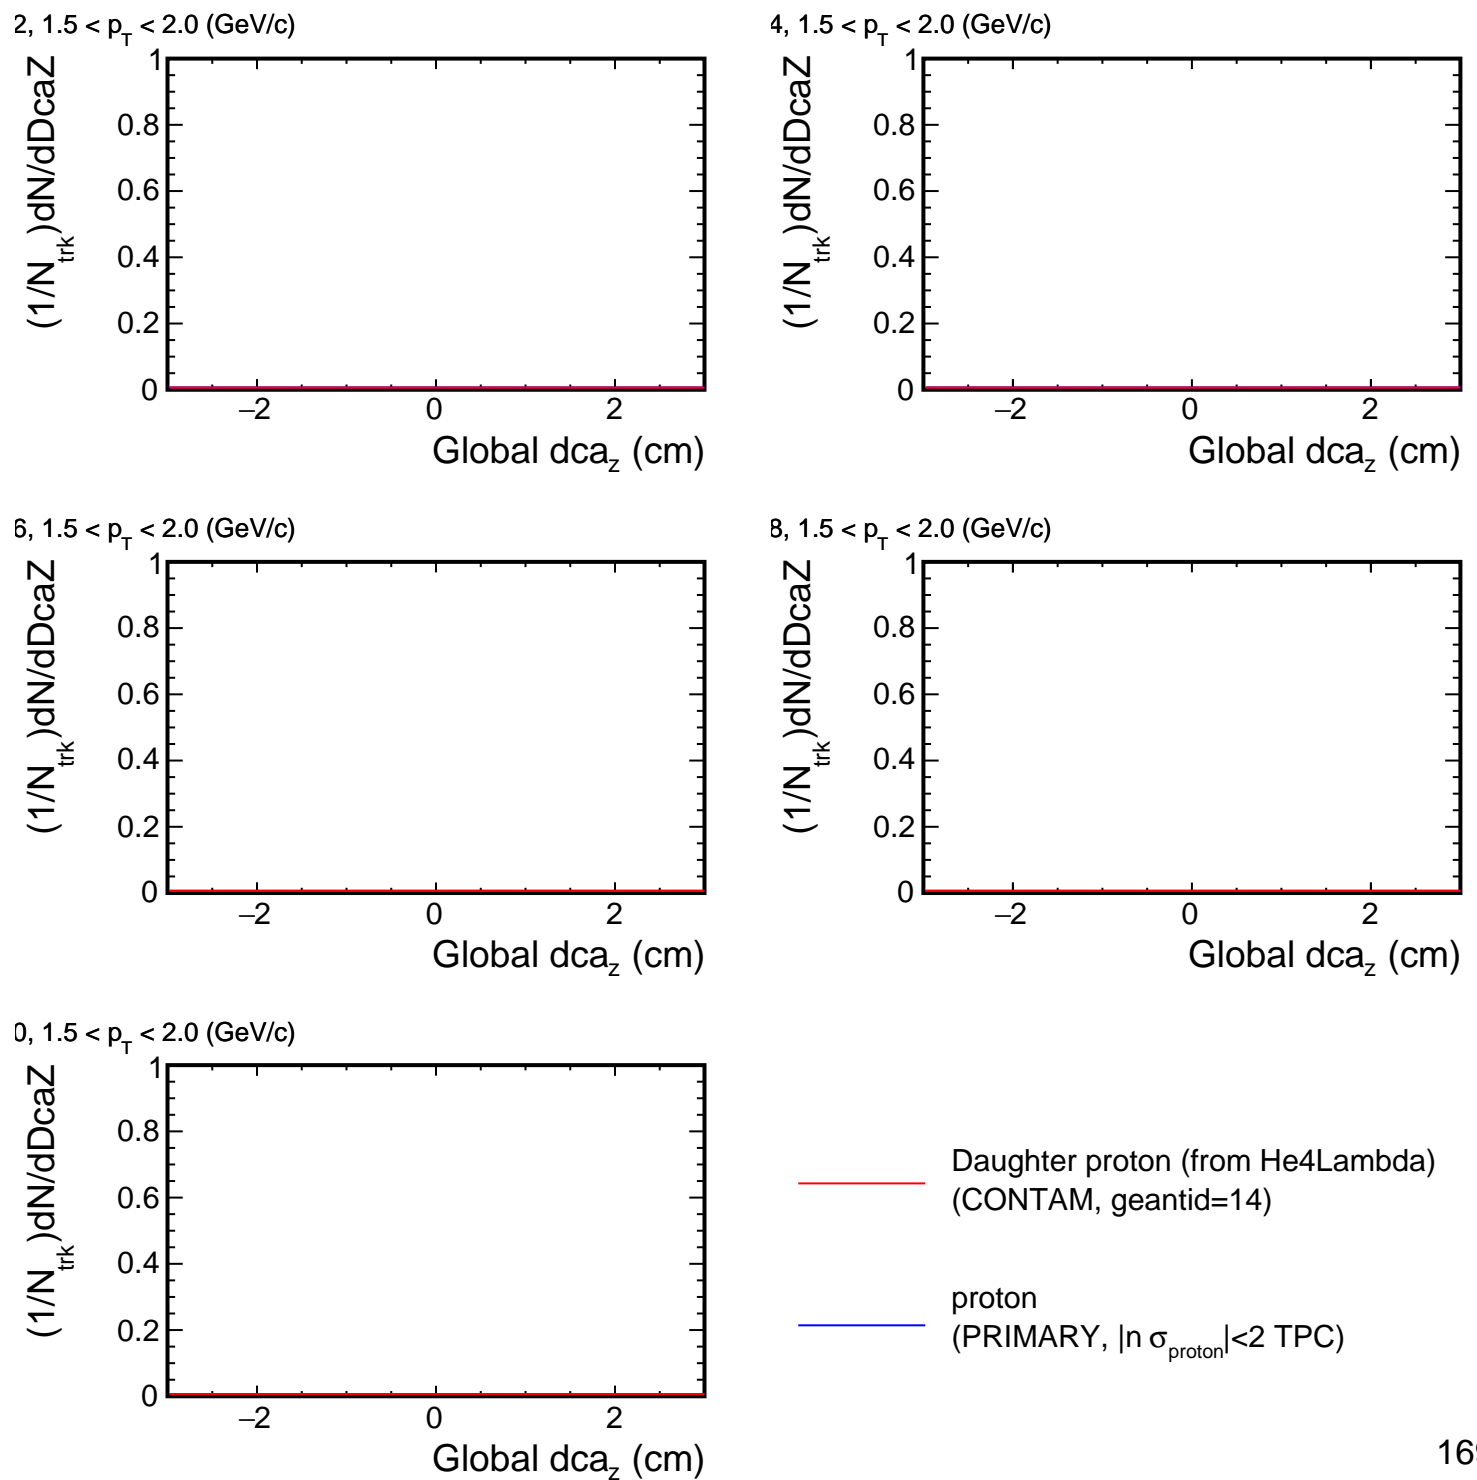 2, 1.5 < p_T < 2.0 (GeV/c)
(1/N_trk)dN/dDcaZ
1
0.8
0.6
0.4
0.2
0
−2 0 2
Global dca_z (cm)
4, 1.5 < p_T < 2.0 (GeV/c)
(1/N_trk)dN/dDcaZ
1
0.8
0.6
0.4
0.2
0
−2 0 2
Global dca_z (cm)
6, 1.5 < p_T < 2.0 (GeV/c)
(1/N_trk)dN/dDcaZ
1
0.8
0.6
0.4
0.2
0
−2 0 2
Global dca_z (cm)
8, 1.5 < p_T < 2.0 (GeV/c)
(1/N_trk)dN/dDcaZ
1
0.8
0.6
0.4
0.2
0
−2 0 2
Global dca_z (cm)
0, 1.5 < p_T < 2.0 (GeV/c)
(1/N_trk)dN/dDcaZ
1
0.8
0.6
0.4
0.2
0
−2 0 2
Global dca_z (cm)
Daughter proton (from He4Lambda)
(CONTAM, geantid=14)
proton
(PRIMARY, |n σ_proton|<2 TPC)
169